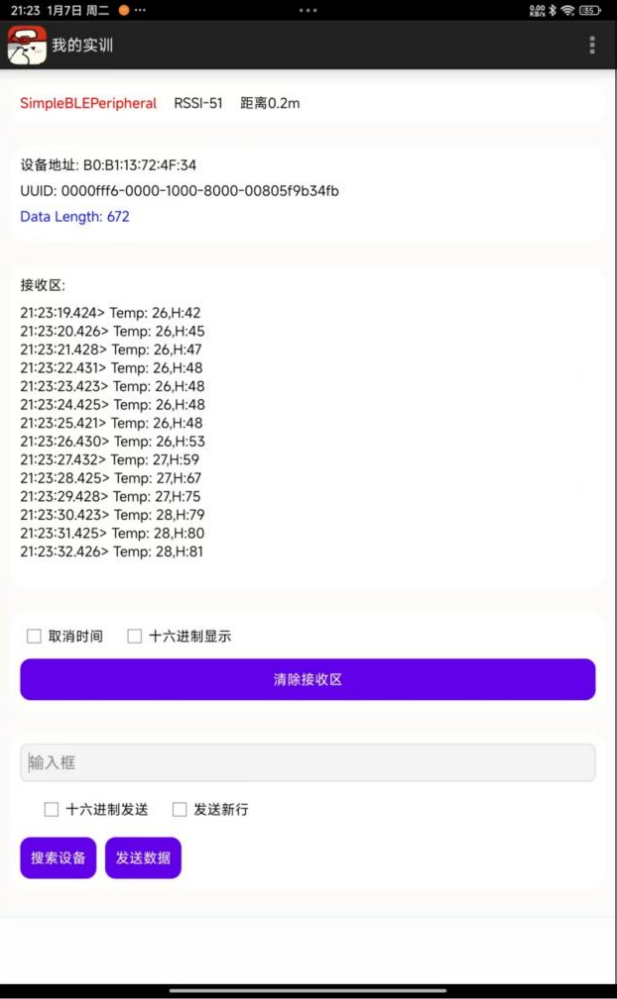 21:23 1月7日 周二
0.00 KB/s 35
我的实训
SimpleBLEPeripheral RSSI-51 距离0.2m
设备地址: B0:B1:13:72:4F:34
UUID: 0000fff6-0000-1000-8000-00805f9b34fb
Data Length: 672
接收区:
21:23:19.424> Temp: 26,H:42
21:23:20.426> Temp: 26,H:45
21:23:21.428> Temp: 26,H:47
21:23:22.431> Temp: 26,H:48
21:23:23.423> Temp: 26,H:48
21:23:24.425> Temp: 26,H:48
21:23:25.421> Temp: 26,H:48
21:23:26.430> Temp: 26,H:53
21:23:27.432> Temp: 27,H:59
21:23:28.425> Temp: 27,H:67
21:23:29.428> Temp: 27,H:75
21:23:30.423> Temp: 28,H:79
21:23:31.425> Temp: 28,H:80
21:23:32.426> Temp: 28,H:81
取消时间 十六进制显示
清除接收区
输入框
十六进制发送 发送新行
搜索设备 发送数据